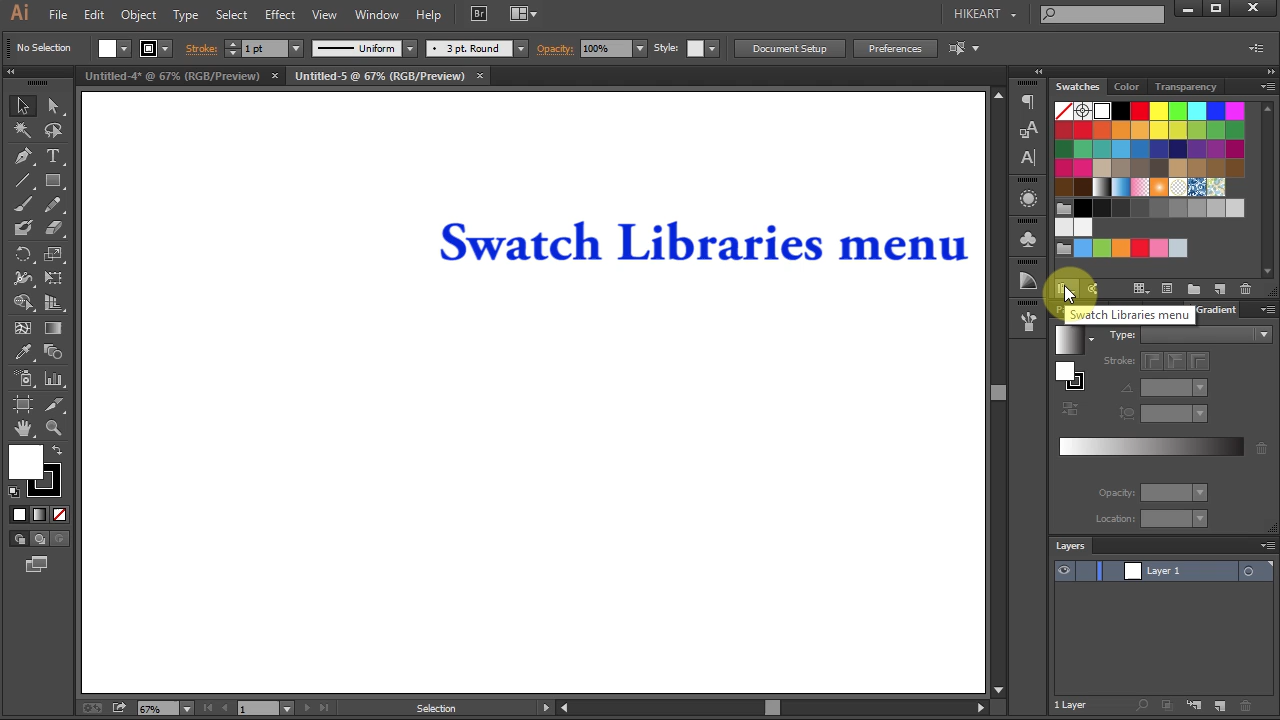 Ai File Edit Object Type Select Effect View Window Help Br HIKEART
No Selection Stroke: 1 pt Uniform 3 pt. Round Opacity: 100% Style: Document Setup Preferences
Untitled-4* @ 67% (RGB/Preview) Untitled-5 @ 67% (RGB/Preview)
Swatches Color Transparency
Swatch Libraries menu
Swatch Libraries menu
Gradient
Type:
Stroke:
Opacity:
Location:
Layers
Layer 1
1 Layer
67% 1 Selection